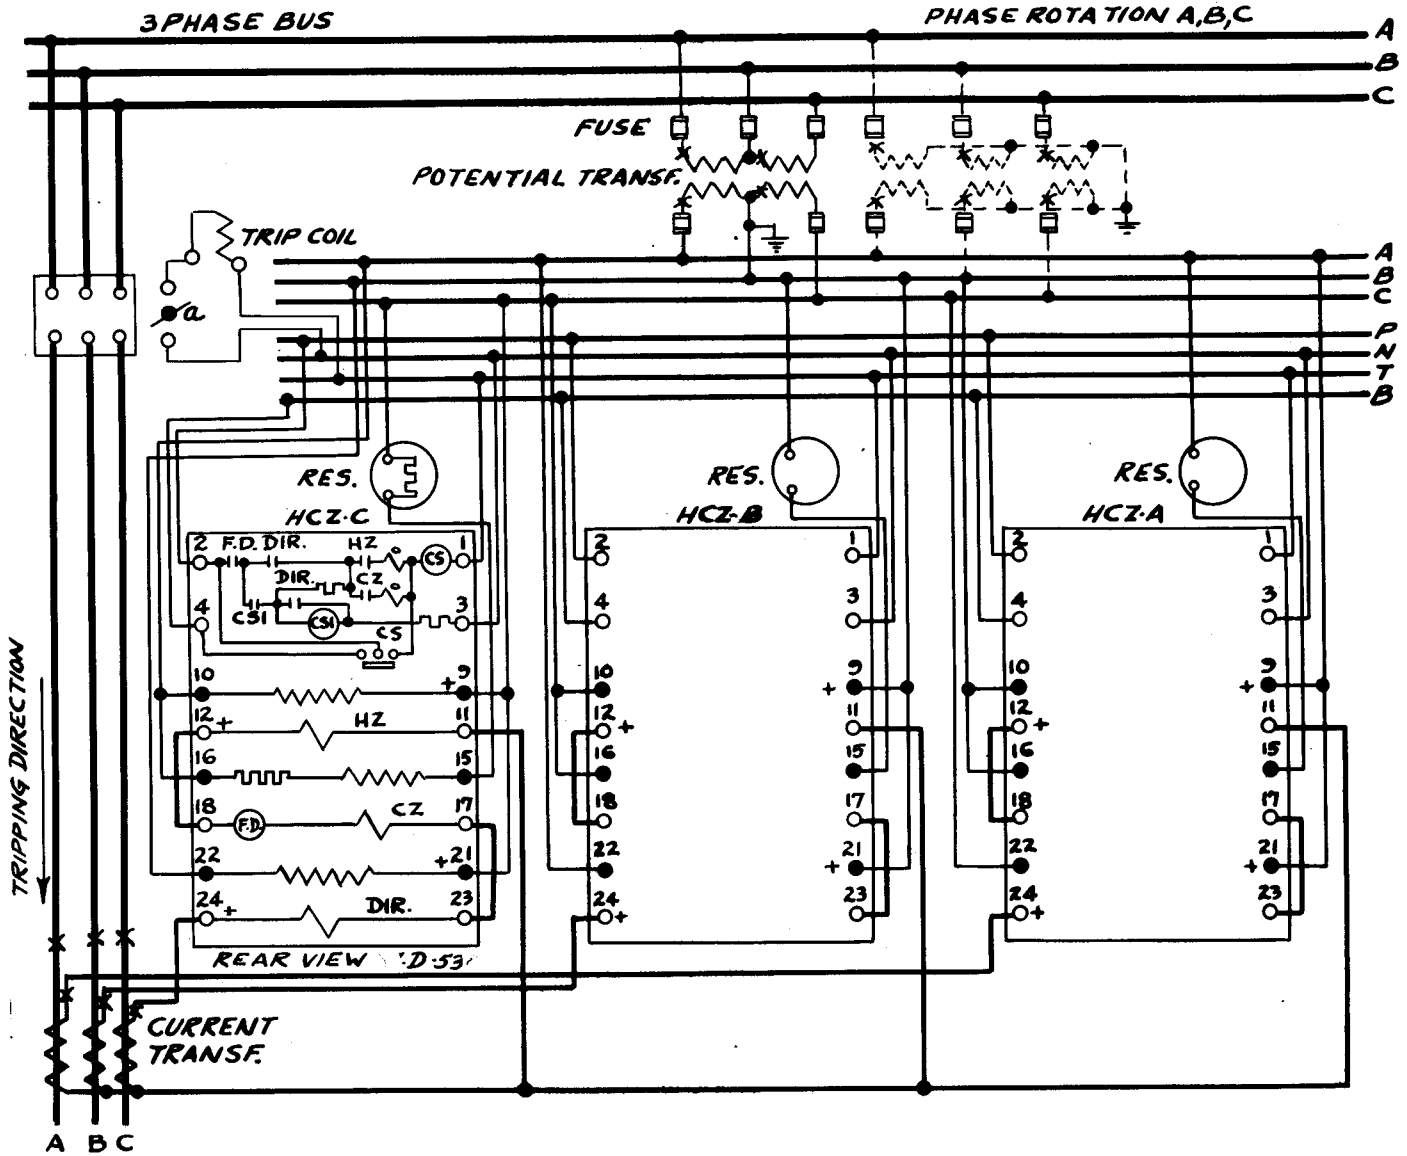 3 PHASE BUS
PHASE ROTATION A,B,C
A
B
C
FUSE
POTENTIAL TRANSF.
TRIP COIL
a
A
B
C
P
N
T
B
RES.
RES.
RES.
HCZ-C
HCZ-B
HCZ-A
2 F.D. DIR. HZ 1
CS
DIR. CZ
4 CS1 CS1 3
CS
10 + 9
12 + HZ 11
16 15
18 F.D. CZ 17
22 + 21
24 + DIR. 23
REAR VIEW D-53
2 1
4 3
10 + 9
12 + 11
16 15
18 17
22 + 21
24 + 23
2 1
4 3
10 + 9
12 + 11
16 15
18 17
22 + 21
24 + 23
TRIPPING DIRECTION
CURRENT
TRANSF.
A B C